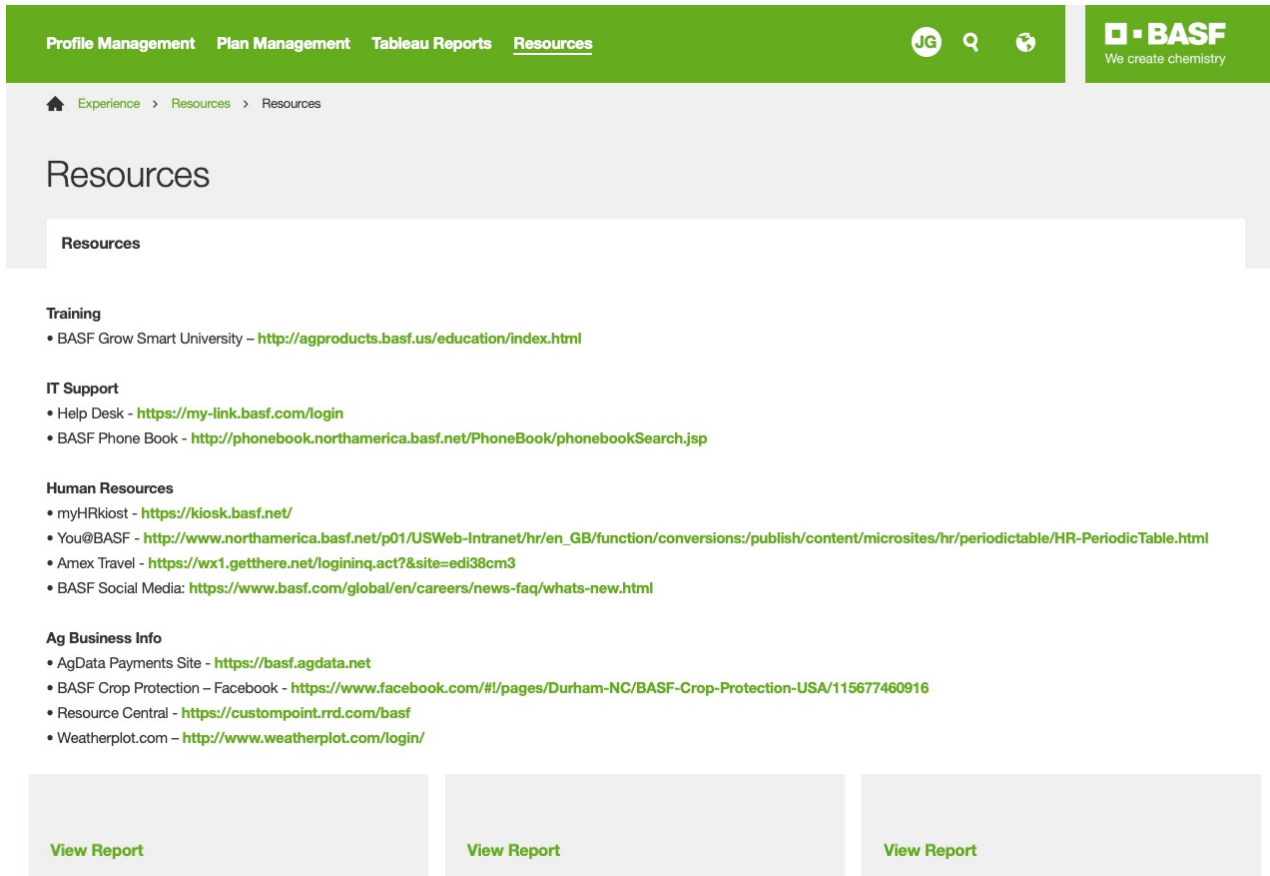 Profile Management Plan Management Tableau Reports Resources JG BASF
We create chemistry
Experience > Resources > Resources
Resources
Resources
Training
• BASF Grow Smart University – http://agproducts.basf.us/education/index.html
IT Support
• Help Desk - https://my-link.basf.com/login
• BASF Phone Book - http://phonebook.northamerica.basf.net/PhoneBook/phonebookSearch.jsp
Human Resources
• myHRkiost - https://kiosk.basf.net/
• You@BASF - http://www.northamerica.basf.net/p01/USWeb-Intranet/hr/en_GB/function/conversions:/publish/content/microsites/hr/periodictable/HR-PeriodicTable.html
• Amex Travel - https://wx1.getthere.net/logininq.act?&site=edi38cm3
• BASF Social Media: https://www.basf.com/global/en/careers/news-faq/whats-new.html
Ag Business Info
• AgData Payments Site - https://basf.agdata.net
• BASF Crop Protection – Facebook - https://www.facebook.com/#!/pages/Durham-NC/BASF-Crop-Protection-USA/115677460916
• Resource Central - https://custompoint.rrd.com/basf
• Weatherplot.com – http://www.weatherplot.com/login/
View Report View Report View Report